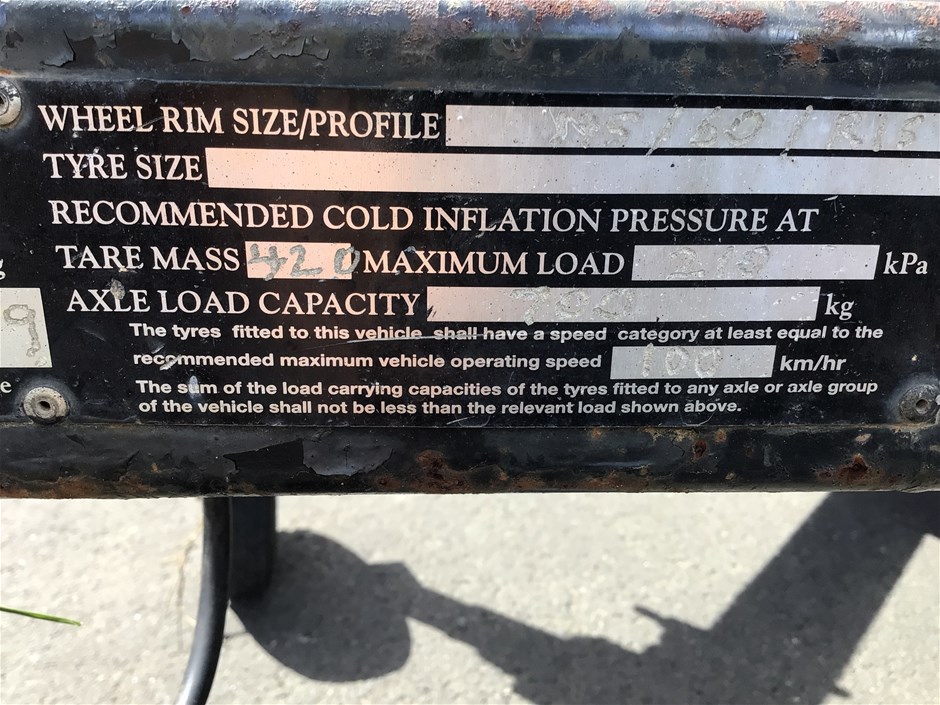 WHEEL RIM SIZE/PROFILE /60/R15
TYRE SIZE
RECOMMENDED COLD INFLATION PRESSURE AT
TARE MASS 420 MAXIMUM LOAD kPa
AXLE LOAD CAPACITY kg
The tyres fitted to this vehicle shall have a speed category at least equal to the
recommended maximum vehicle operating speed 100 km/hr
The sum of the load carrying capacities of the tyres fitted to any axle or axle group
of the vehicle shall not be less than the relevant load shown above.